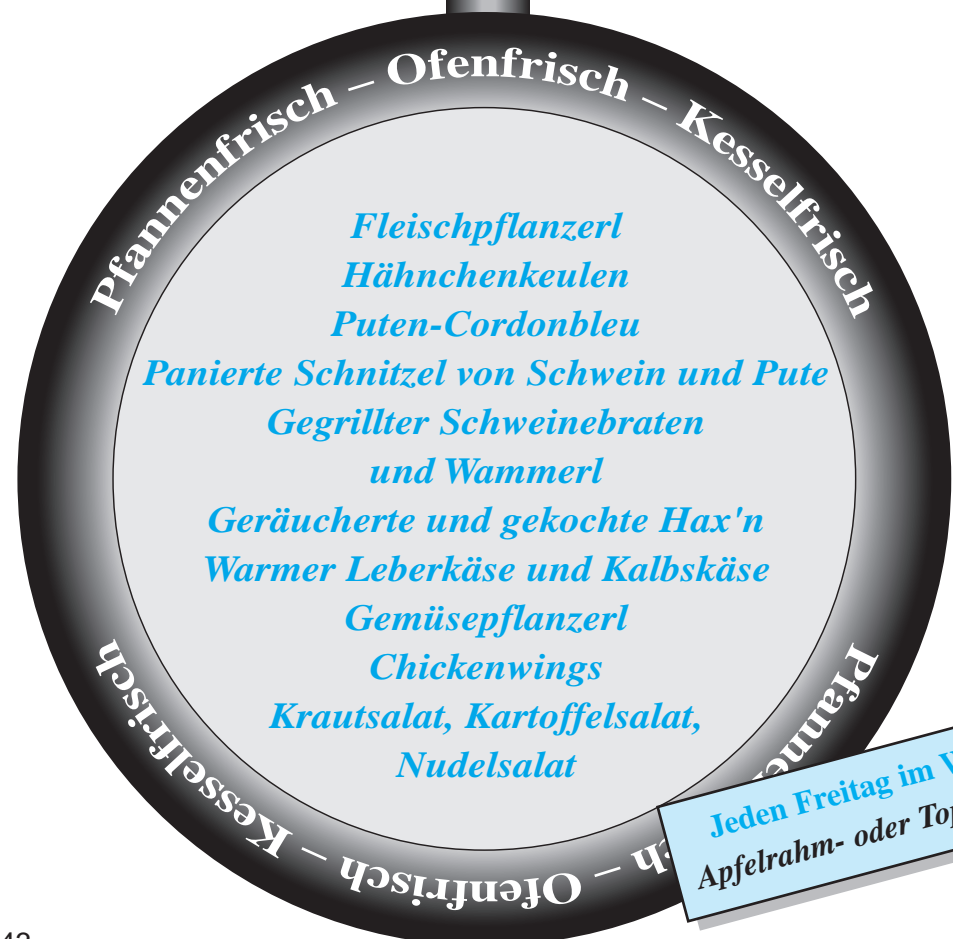 Pfannenfrisch – Ofenfrisch – Kesselfrisch
Fleischpflanzerl
Hähnchenkeulen
Puten-Cordonbleu
Panierte Schnitzel von Schwein und Pute
Gegrillter Schweinebraten
und Wammerl
Geräucherte und gekochte Hax'n
Warmer Leberkäse und Kalbskäse
Gemüsepflanzerl
Chickenwings
Krautsalat, Kartoffelsalat,
Nudelsalat
– Ofenfrisch – Kesselfrisch
Jeden Freitag im
Apfelrahm- oder